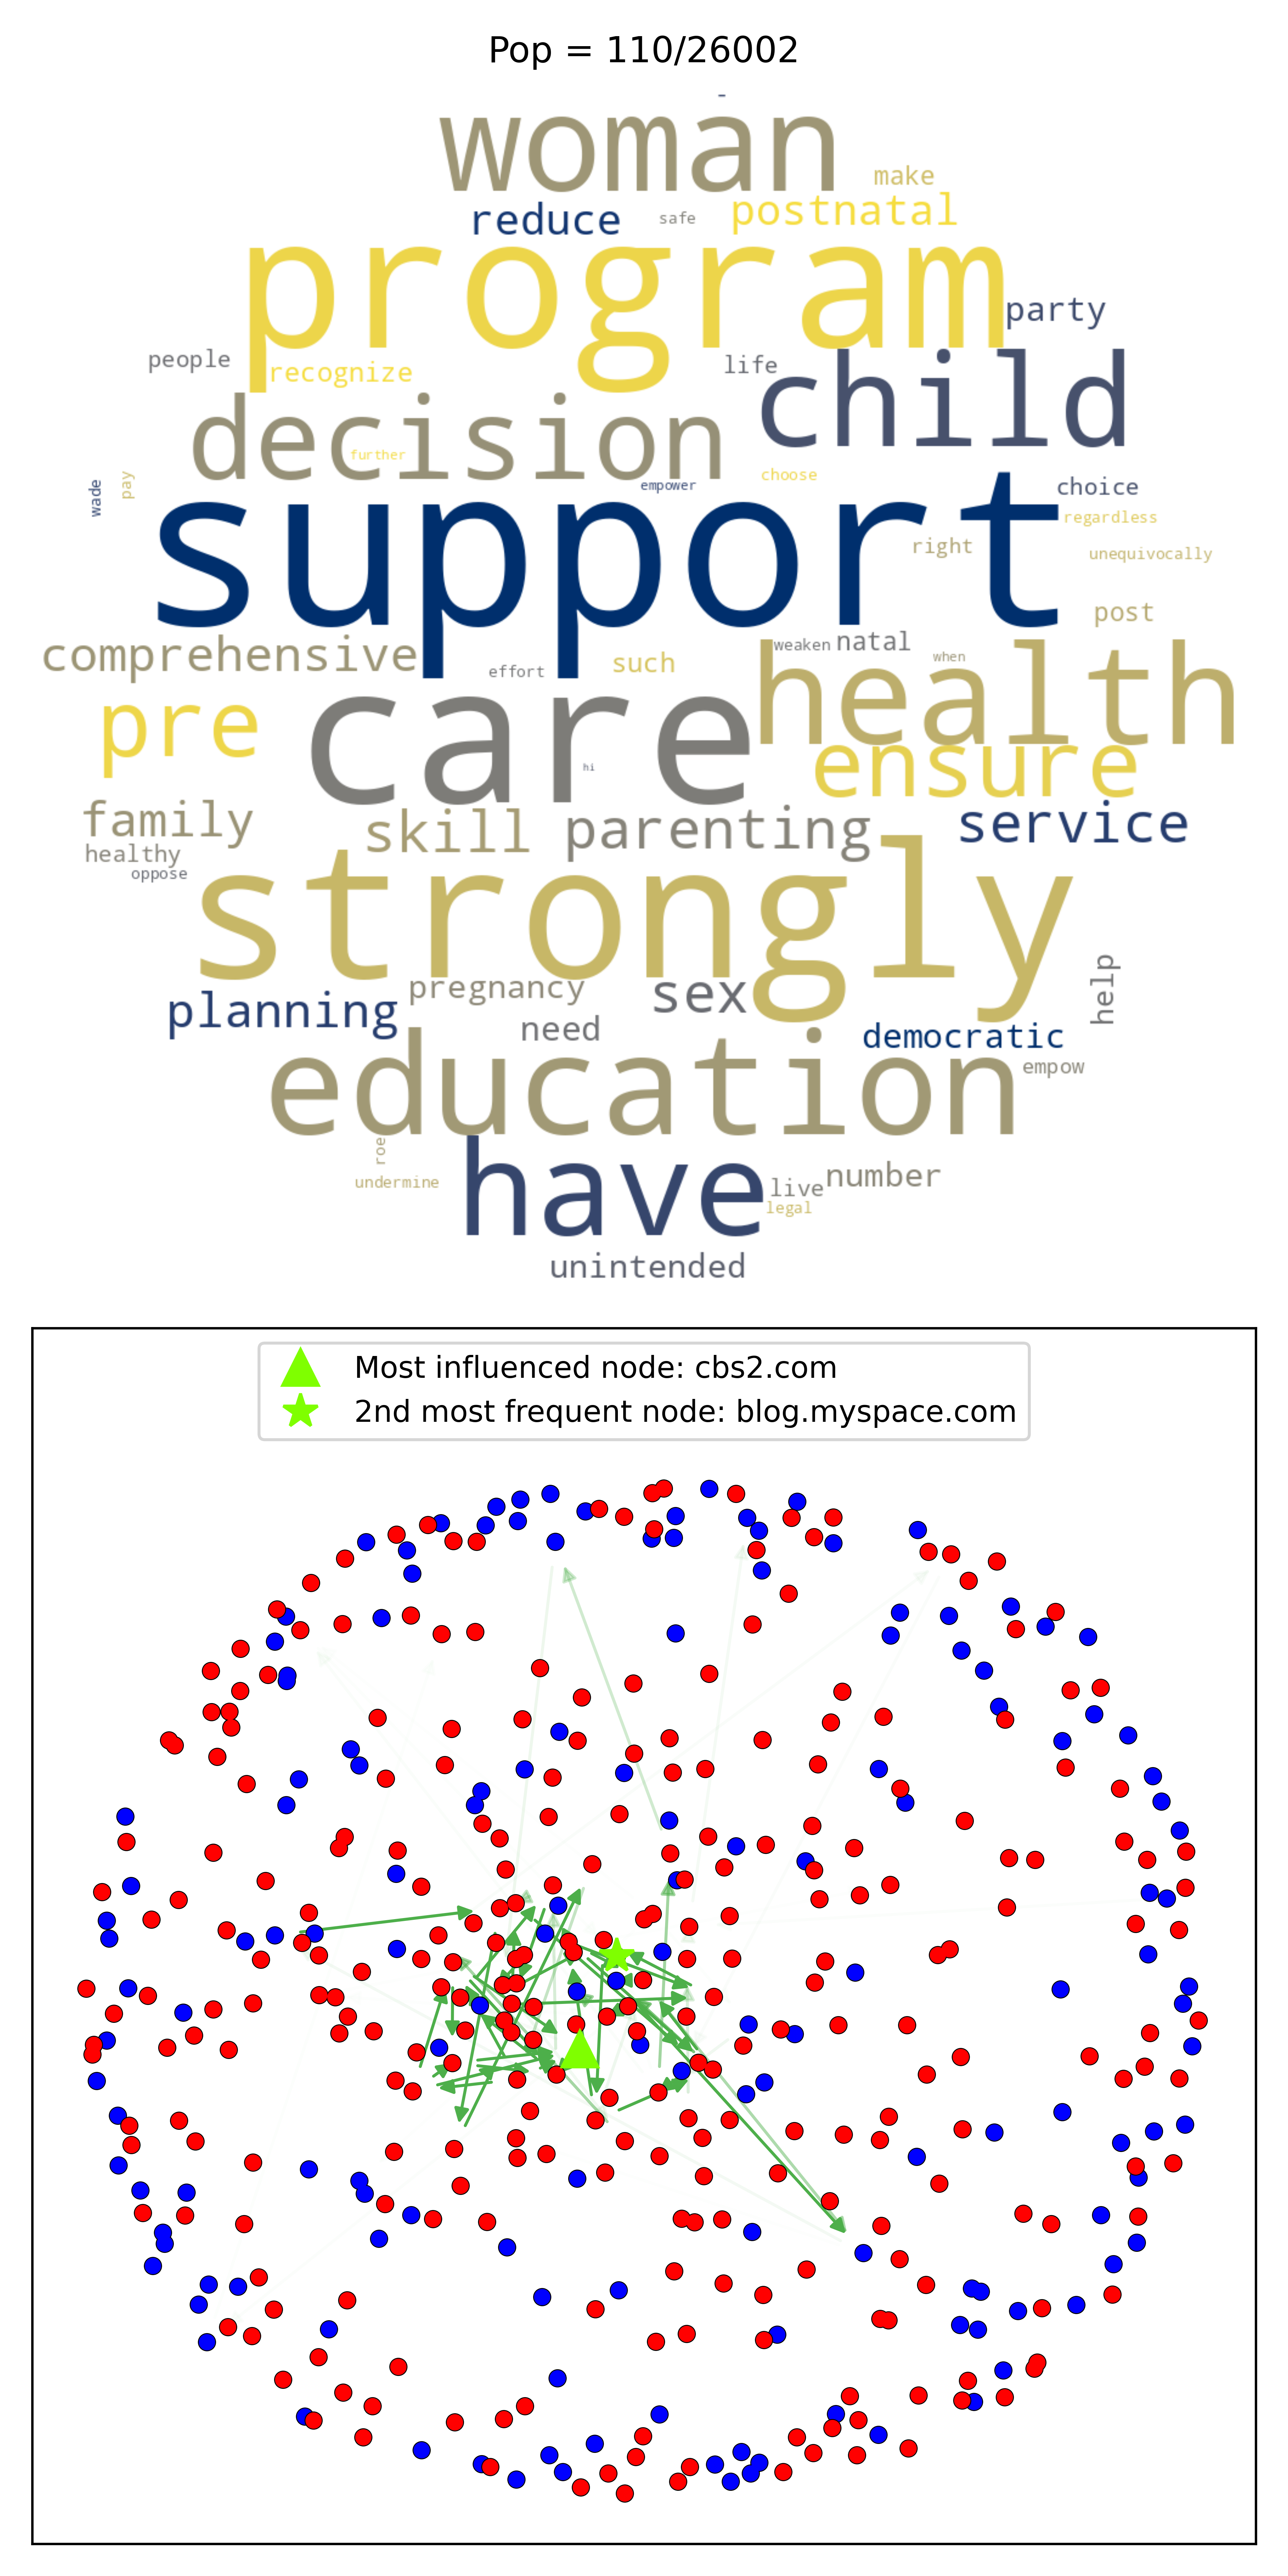 Pop = 110/26002
-
woman
make
reduce safe postnatal
program
party
people recognize life
child
decision
further
wade pay empower choose choice
support
regardless
right unequivocally
post
comprehensive effort such weaken natal when
health
pre care
hi
ensure
family skill parenting service
healthy
oppose
strongly
help
planning pregnancy sex
need democratic
education
empow
roe
undermine
have
live number
legal
unintended
Most influenced node: cbs2.com
2nd most frequent node: blog.myspace.com